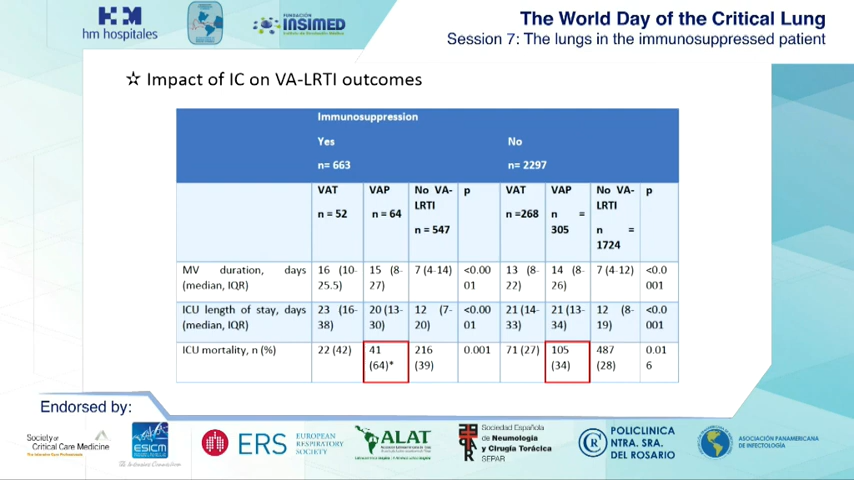 hm hospitales
FUNDACIÓN
INSIMED
The World Day of the Critical Lung
Session 7: The lungs in the immunosuppressed patient
☆ Impact of IC on VA-LRTI outcomes
Immunosuppression
Yes
No
n= 663
n= 2297
VAT
n = 52
VAP
n = 64
No VA-
LRTI
n = 547
p
VAT
n =268
VAP
n =
305
No VA-
LRTI
n =
1724
p
MV duration, days
(median, IQR)
16 (10-
25.5)
15 (8-
27)
7 (4-14)
<0.00
01
13 (8-
22)
14 (8-
26)
7 (4-12)
<0.0
001
ICU length of stay, days
(median, IQR)
23 (16-
38)
20 (13-
30)
12 (7-
20)
<0.00
01
21 (14-
33)
21 (13-
34)
12 (8-
19)
<0.0
001
ICU mortality, n (%)
22 (42)
41
(64)*
216
(39)
0.001
71 (27)
105
(34)
487
(28)
0.01
6
Endorsed by:
Society of
Critical Care Medicine
The Intensive Care Professionals
ESICM
ERS
EUROPEAN
RESPIRATORY
SOCIETY
ALAT
Sociedad Española
de Neumología
y Cirugía Torácica
SEPAR
POLICLINICA
NTRA. SRA.
DEL ROSARIO
ASOCIACIÓN PANAMERICANA
DE INFECTOLOGÍA